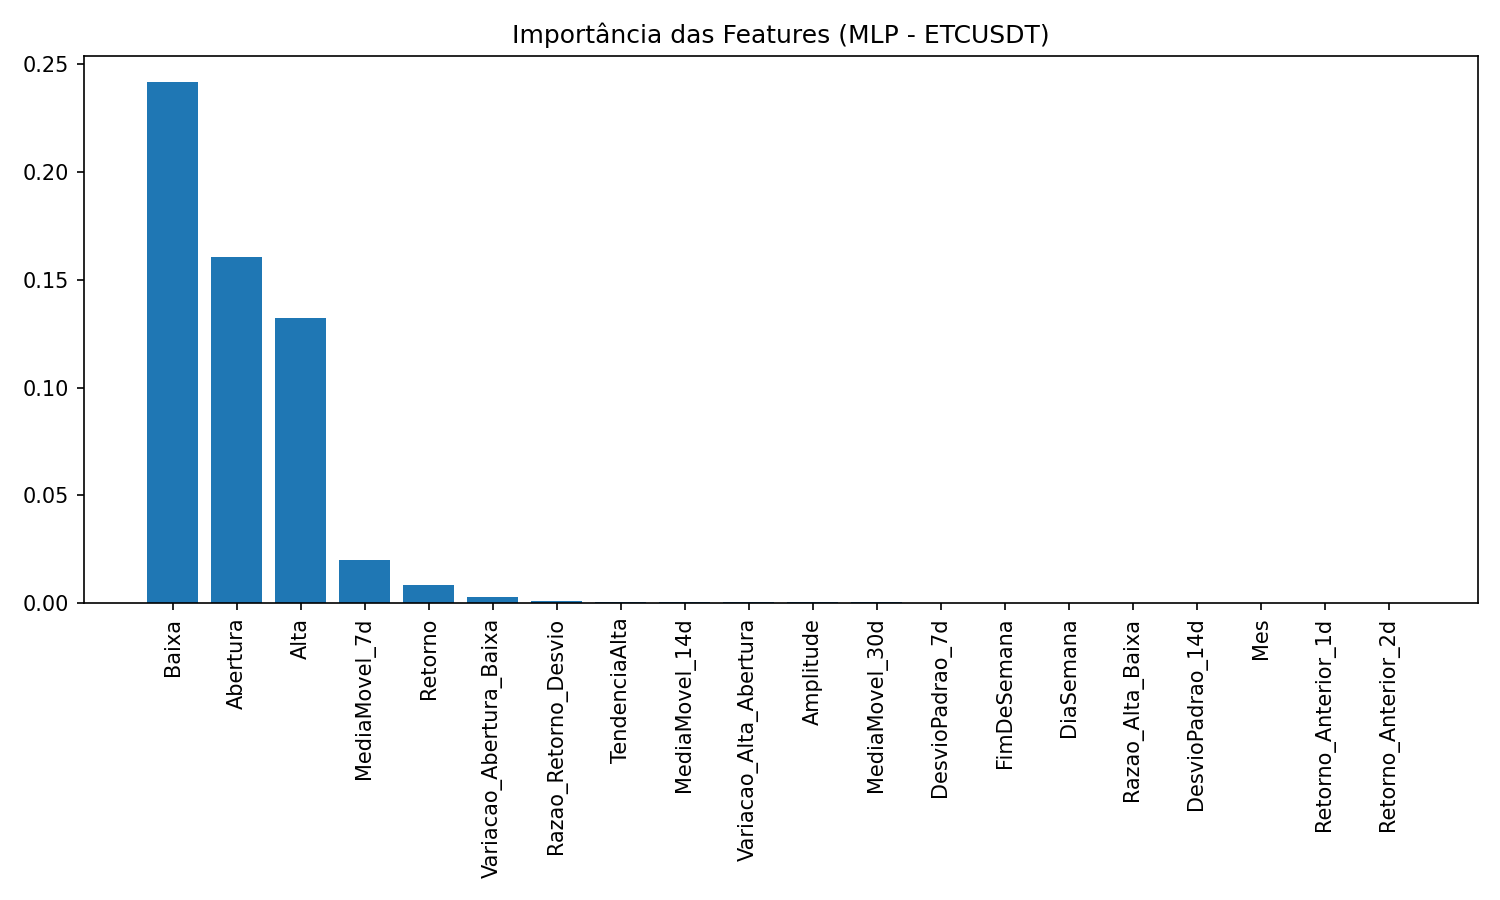 Importância das Features (MLP - ETCUSDT)
0.25
0.20
0.15
0.10
0.05
0.00
Baixa
Abertura
Alta
MediaMovel_7d
Retorno
Variacao_Abertura_Baixa
Razao_Retorno_Desvio
TendenciaAlta
MediaMovel_14d
Variacao_Alta_Abertura
Amplitude
MediaMovel_30d
DesvioPadrao_7d
FimDeSemana
DiaSemana
Razao_Alta_Baixa
DesvioPadrao_14d
Mes
Retorno_Anterior_1d
Retorno_Anterior_2d